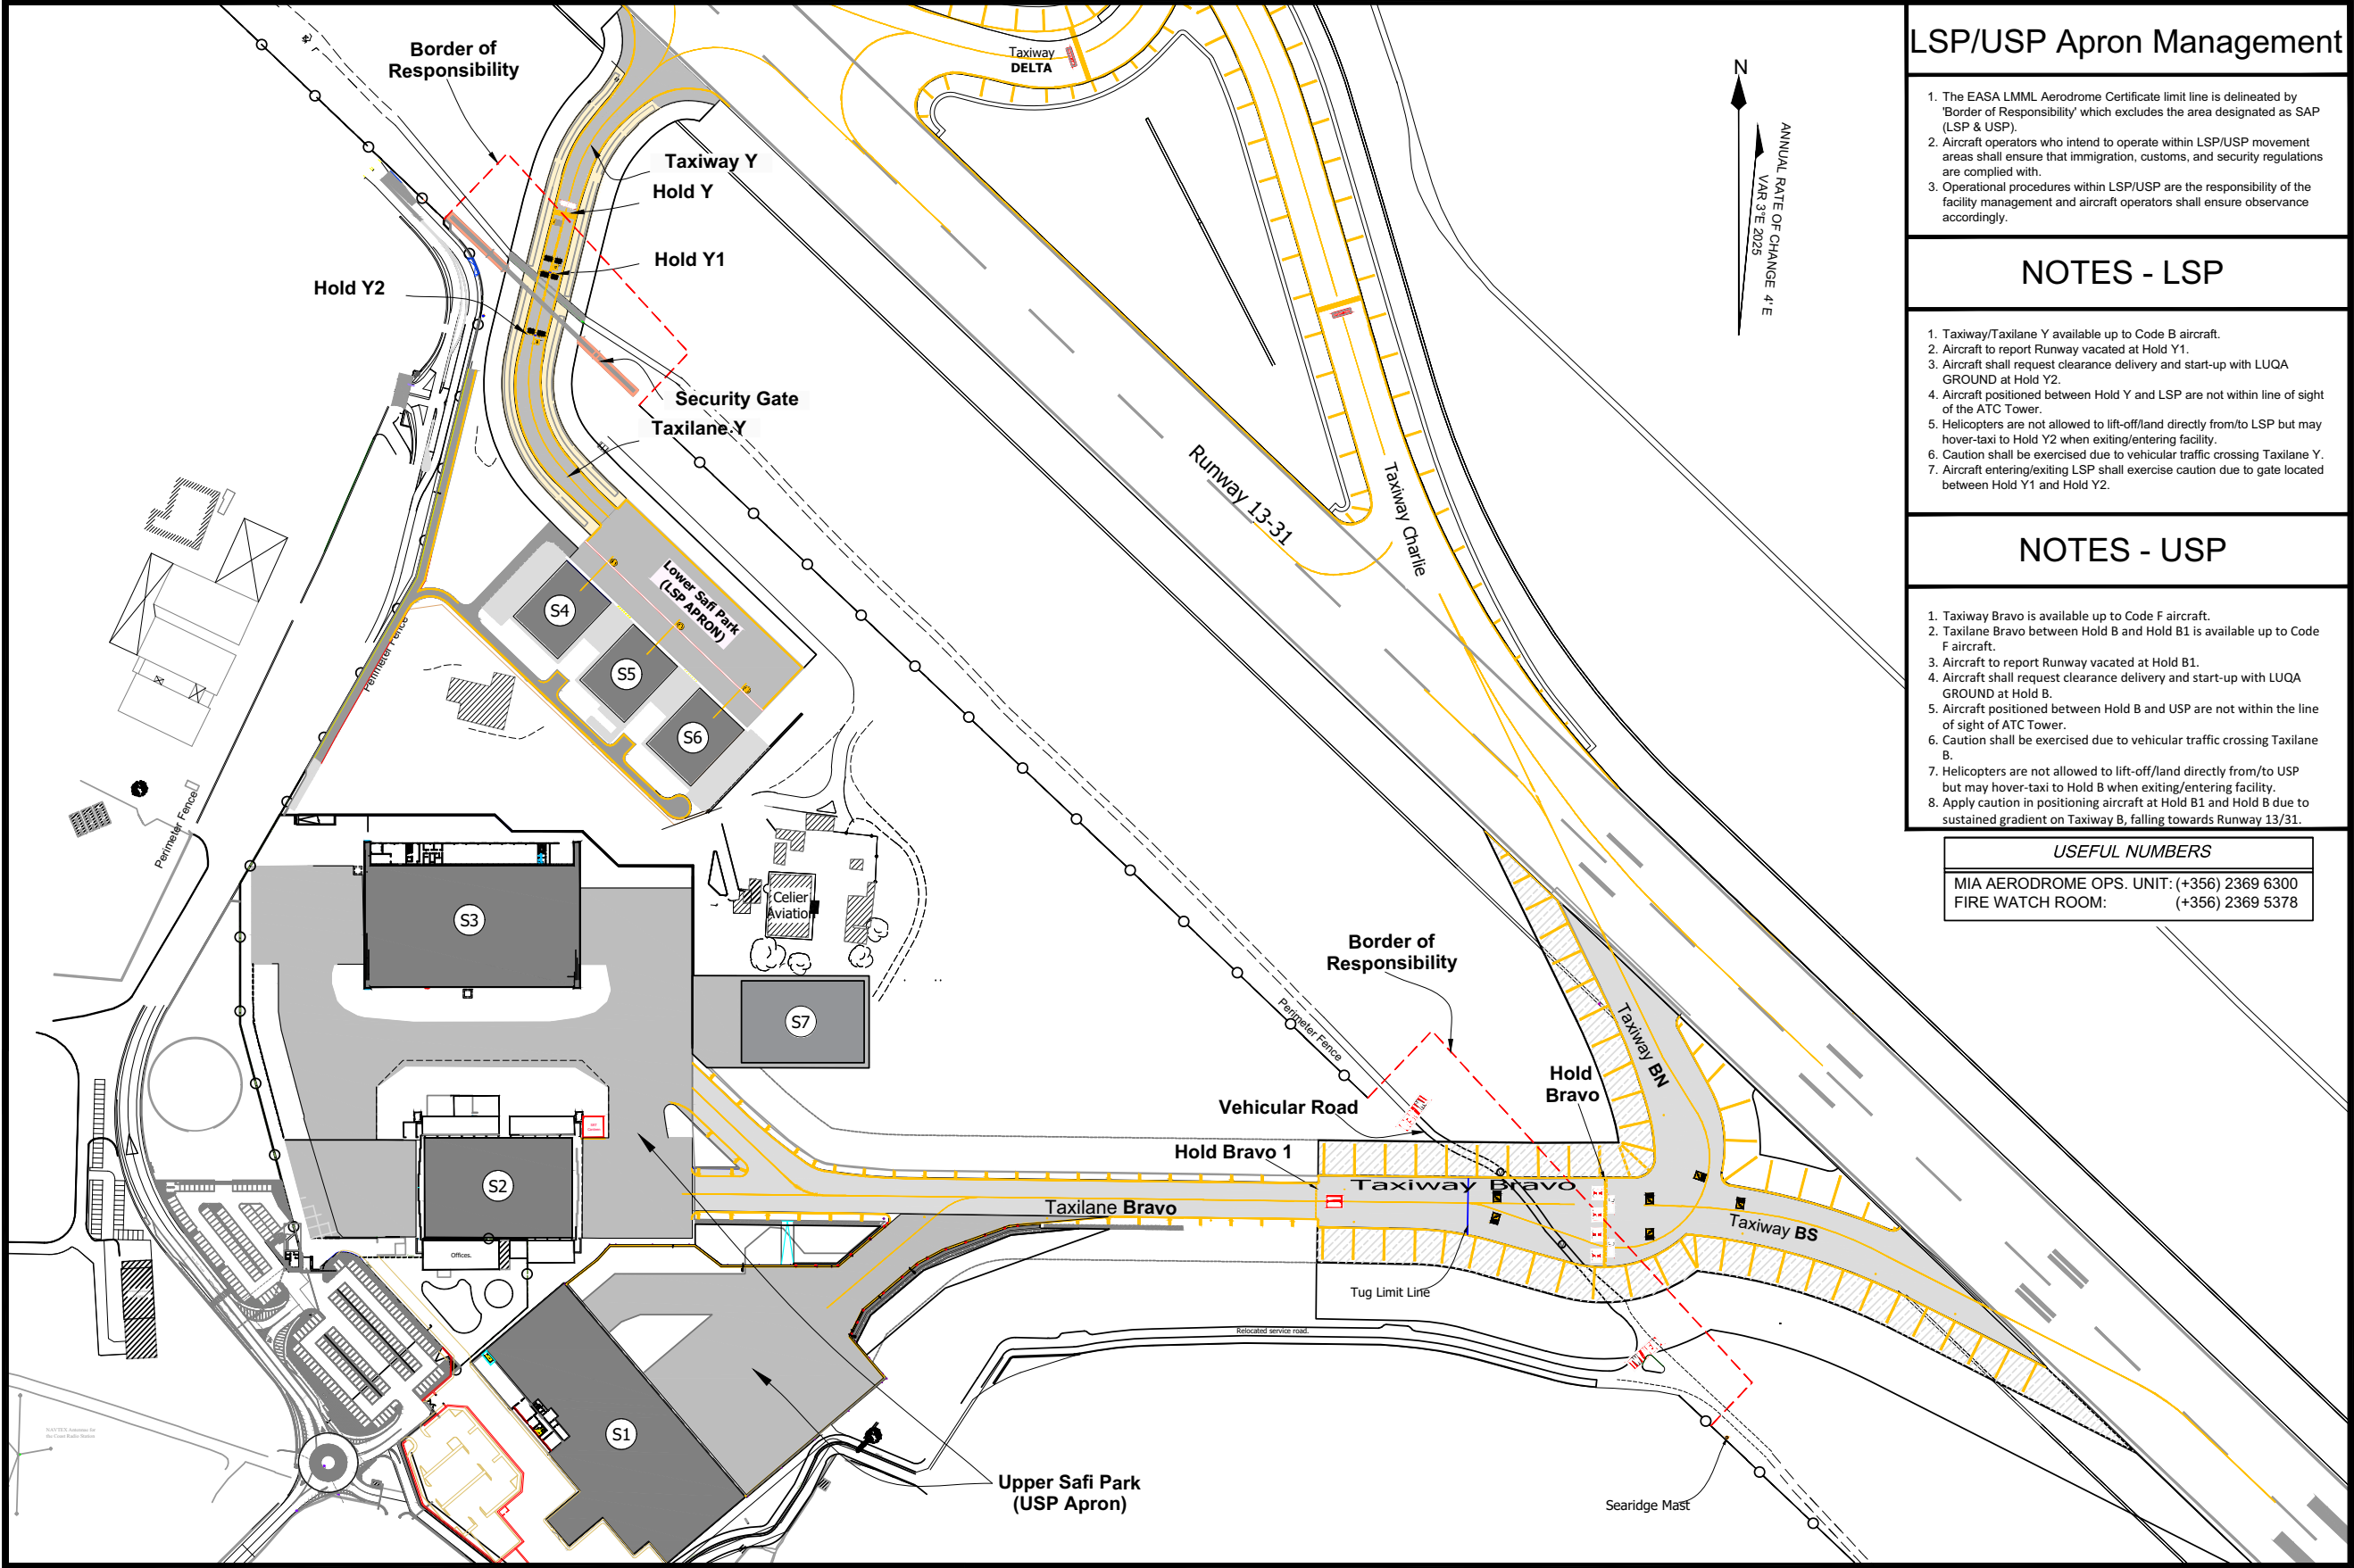 LSP/USP Apron Management
1. The EASA LMML Aerodrome Certificate limit line is delineated by
'Border of Responsibility' which excludes the area designated as SAP
(LSP & USP).
2. Aircraft operators who intend to operate within LSP/USP movement
areas shall ensure that immigration, customs, and security regulations
are complied with.
3. Operational procedures within LSP/USP are the responsibility of the
facility management and aircraft operators shall ensure observance
accordingly.
NOTES - LSP
1. Taxiway/Taxilane Y available up to Code B aircraft.
2. Aircraft to report Runway vacated at Hold Y1.
3. Aircraft shall request clearance delivery and start-up with LUQA
GROUND at Hold Y2.
4. Aircraft positioned between Hold Y and LSP are not within line of sight
of the ATC Tower.
5. Helicopters are not allowed to lift-off/land directly from/to LSP but may
hover-taxi to Hold Y2 when exiting/entering facility.
6. Caution shall be exercised due to vehicular traffic crossing Taxilane Y.
7. Aircraft entering/exiting LSP shall exercise caution due to gate located
between Hold Y1 and Hold Y2.
NOTES - USP
1. Taxiway Bravo is available up to Code F aircraft.
2. Taxilane Bravo between Hold B and Hold B1 is available up to Code
F aircraft.
3. Aircraft to report Runway vacated at Hold B1.
4. Aircraft shall request clearance delivery and start-up with LUQA
GROUND at Hold B.
5. Aircraft positioned between Hold B and USP are not within the line
of sight of ATC Tower.
6. Caution shall be exercised due to vehicular traffic crossing Taxilane
B.
7. Helicopters are not allowed to lift-off/land directly from/to USP
but may hover-taxi to Hold B when exiting/entering facility.
8. Apply caution in positioning aircraft at Hold B1 and Hold B due to
sustained gradient on Taxiway B, falling towards Runway 13/31.
USEFUL NUMBERS
MIA AERODROME OPS. UNIT: (+356) 2369 6300
FIRE WATCH ROOM: (+356) 2369 5378
N
ANNUAL RATE OF CHANGE 4' E
VAR 3°E 2025
Border of
Responsibility
Taxiway
DELTA
Taxiway Y
Hold Y
Hold Y1
Hold Y2
Security Gate
Taxilane Y
Runway 13-31
Taxiway Charlie
Lower Safi Park
(LSP APRON)
S4
S5
S6
Perimeter Fence
Perimeter Fence
S3
Celier
Aviation
S7
Border of
Responsibility
Perimeter Fence
Taxiway BN
Hold
Bravo
Vehicular Road
Hold Bravo 1
Taxiway Bravo
Taxilane Bravo
Taxiway BS
S2
Offices.
Tug Limit Line
Relocated service road.
S1
Upper Safi Park
(USP Apron)
Searidge Mast
NAVTEX Antennas for
the Coast Radio Station